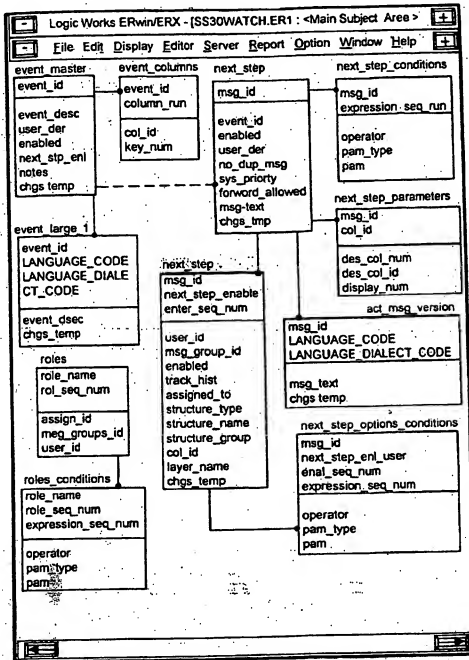 Logic Works ERwin/ERX - [SS30WATCH.ER1 : <Main Subject Aree >
File Edit Display Editor Server Report Option Window Help
event_master
event_id
event_desc
user_der
enabled
next_stp_enl
notes
chgs temp
event_columns
event_id
column_run
col_id
key_num
next_step
msg_id
event_id
enabled
user_der
no_dup_msg
sys_priorty
forword_allowed
msg-text
chgs_tmp
next_step_conditions
msg_id
expression_seq_run
operator
pam_type
pam
next_step_parameters
msg_id
col_id
des_col_num
des_col_id
display_num
event_large_1
event_id
LANGUAGE_CODE
LANGUAGE_DIALE
CT_CODE
event_dsec
chgs_temp
next_step
msg_id
next_step_enable
enter_seq_num
user_id
msg_group_id
enabled
track_hist
assigned_to
structure_type
structure_name
structure_group
col_id
layer_name
chgs_temp
act_msg_version
msg_id
LANGUAGE_CODE
LANGUAGE_DIALECT_CODE
msg_text
chgs temp
roles
role_name
rol_seq_num
assign_id
meg_groups_id
user_id
roles_conditions
role_name
role_seq_num
expression_seq_num
operator
pam_type
pam
next_step_options_conditions
msg_id
next_step_enl_user
enal_seq_num
expression_seq_num
operator
pam_type
pam